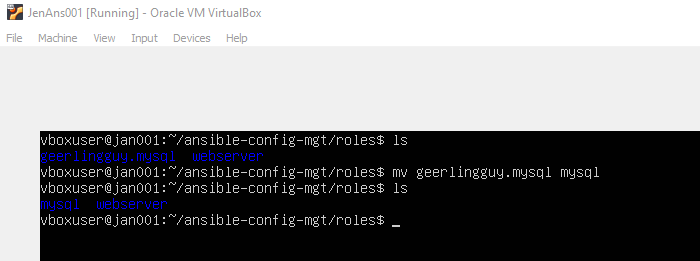 JenAns001 [Running] - Oracle VM VirtualBox
File Machine View Input Devices Help
vboxuser@jan001:~/ansible-config-mgt/roles$ ls
geerlingguy.mysql webserver
vboxuser@jan001:~/ansible-config-mgt/roles$ mv geerlingguy.mysql mysql
vboxuser@jan001:~/ansible-config-mgt/roles$ ls
mysql webserver
vboxuser@jan001:~/ansible-config-mgt/roles$ _